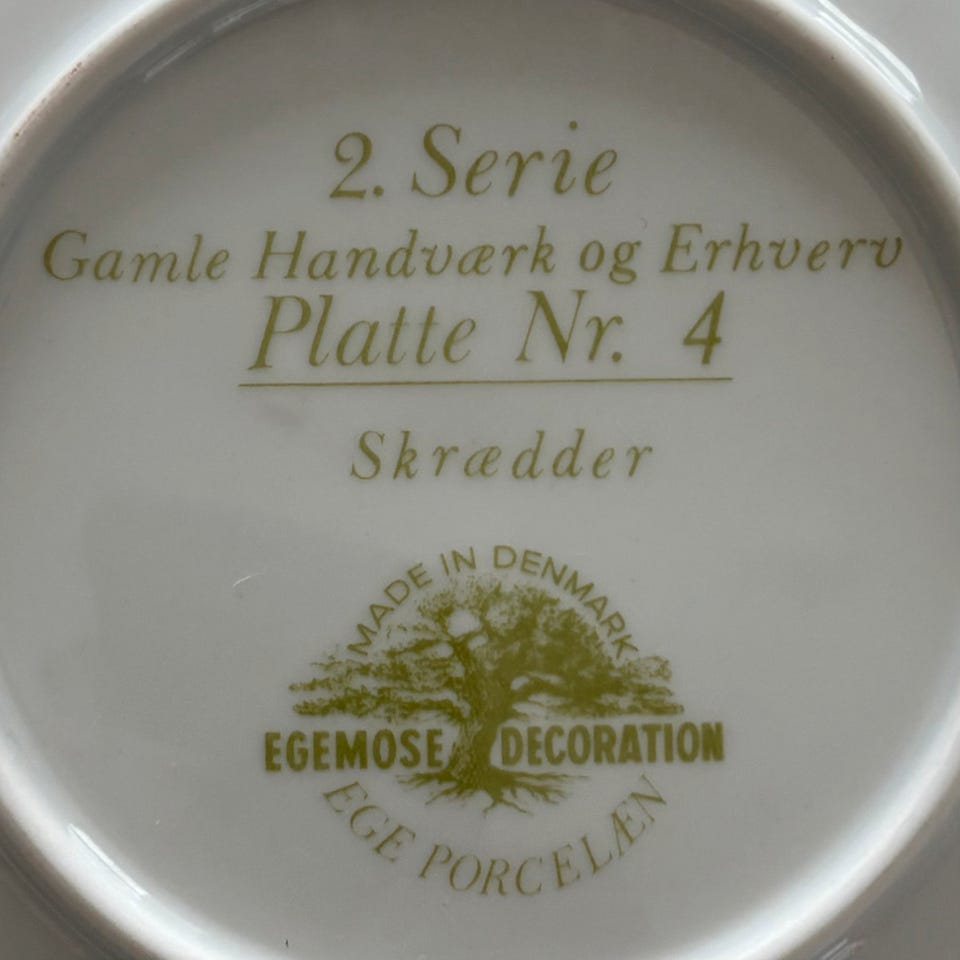 2. Serie
Gamle Handværk og Erhverv
Platte Nr. 4
Skrædder
MADE IN DENMARK
EGEMOSE DECORATION
EGE PORCELÆN